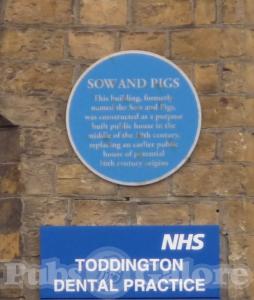 SOW AND PIGS
This building, formerly
named the Sow and Pigs,
was constructed as a purpose
built public house in the
middle of the 19th century,
replacing an earlier public
house of potential
16th century origins
NHS
TODDINGTON
DENTAL PRACTICE
Pubs Galore